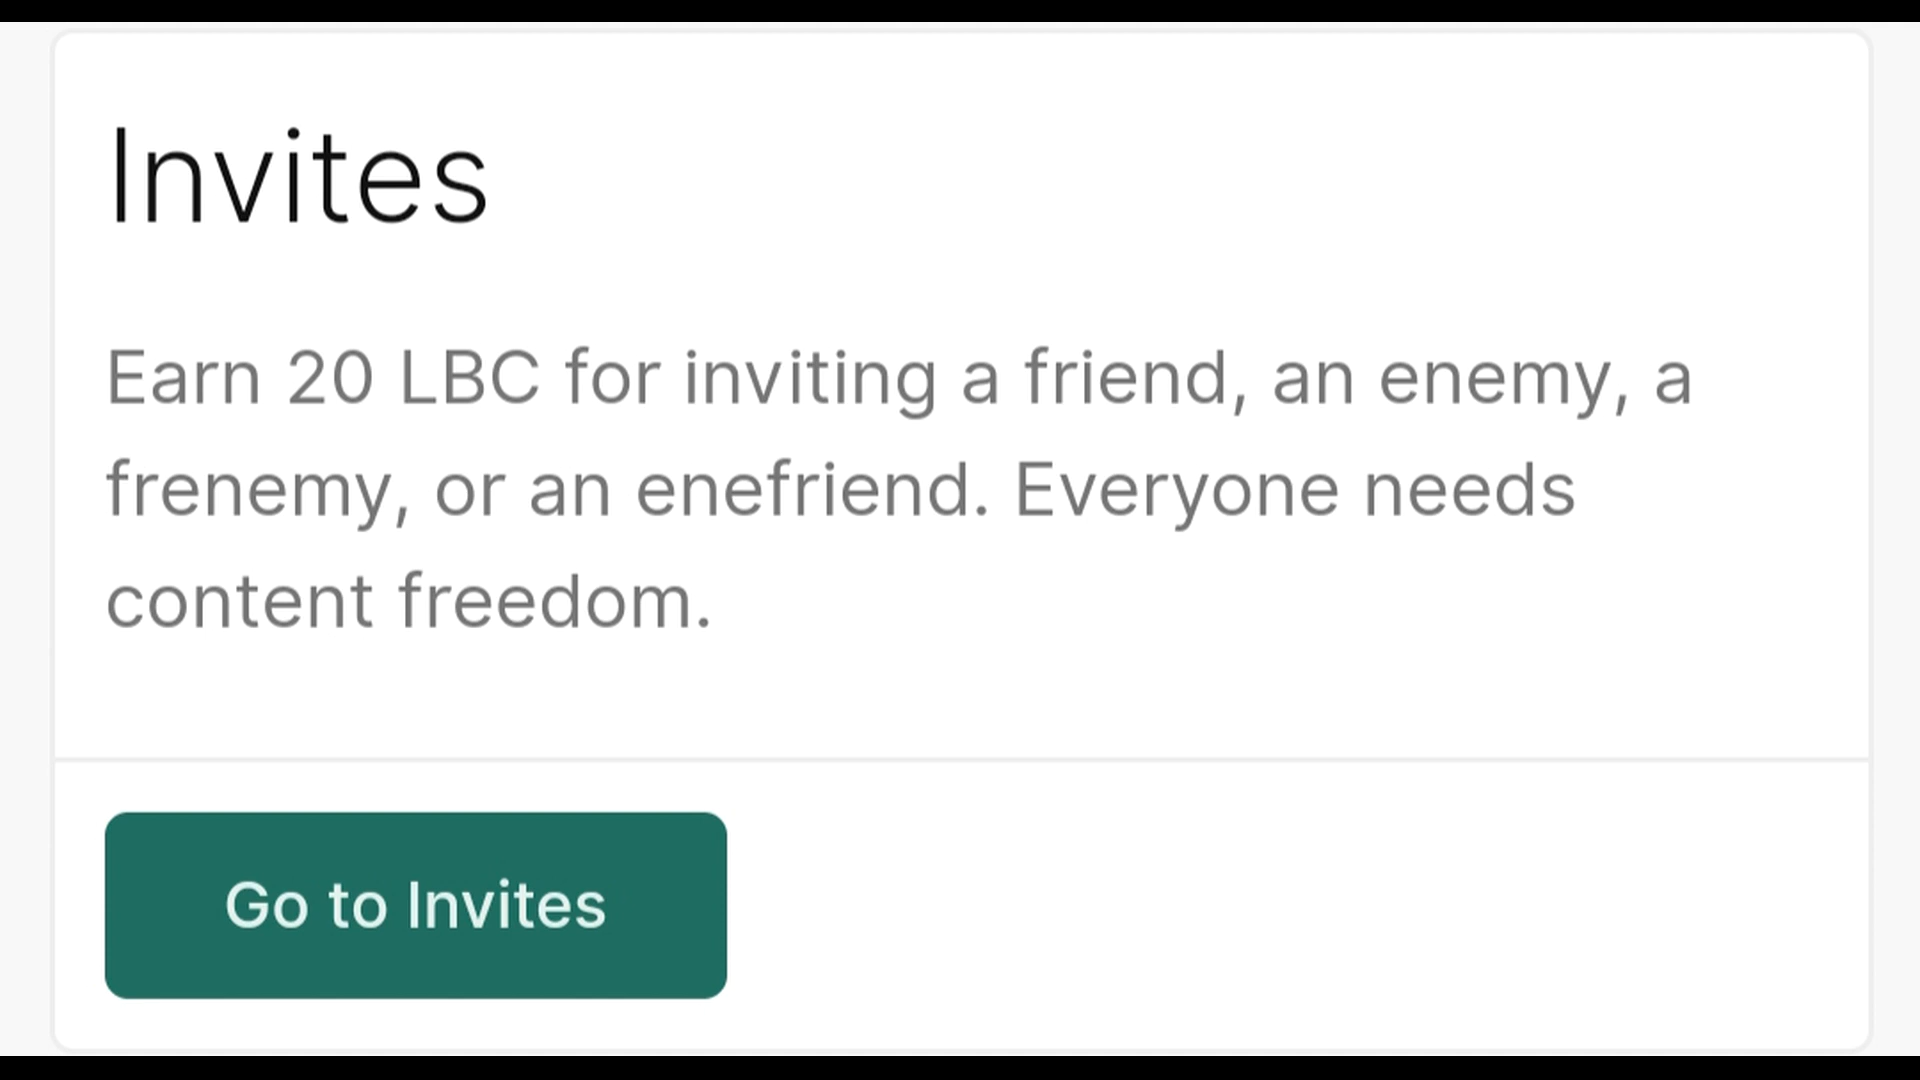 Invites
Earn 20 LBC for inviting a friend, an enemy, a
frenemy, or an enefriend. Everyone needs
content freedom.
Go to Invites